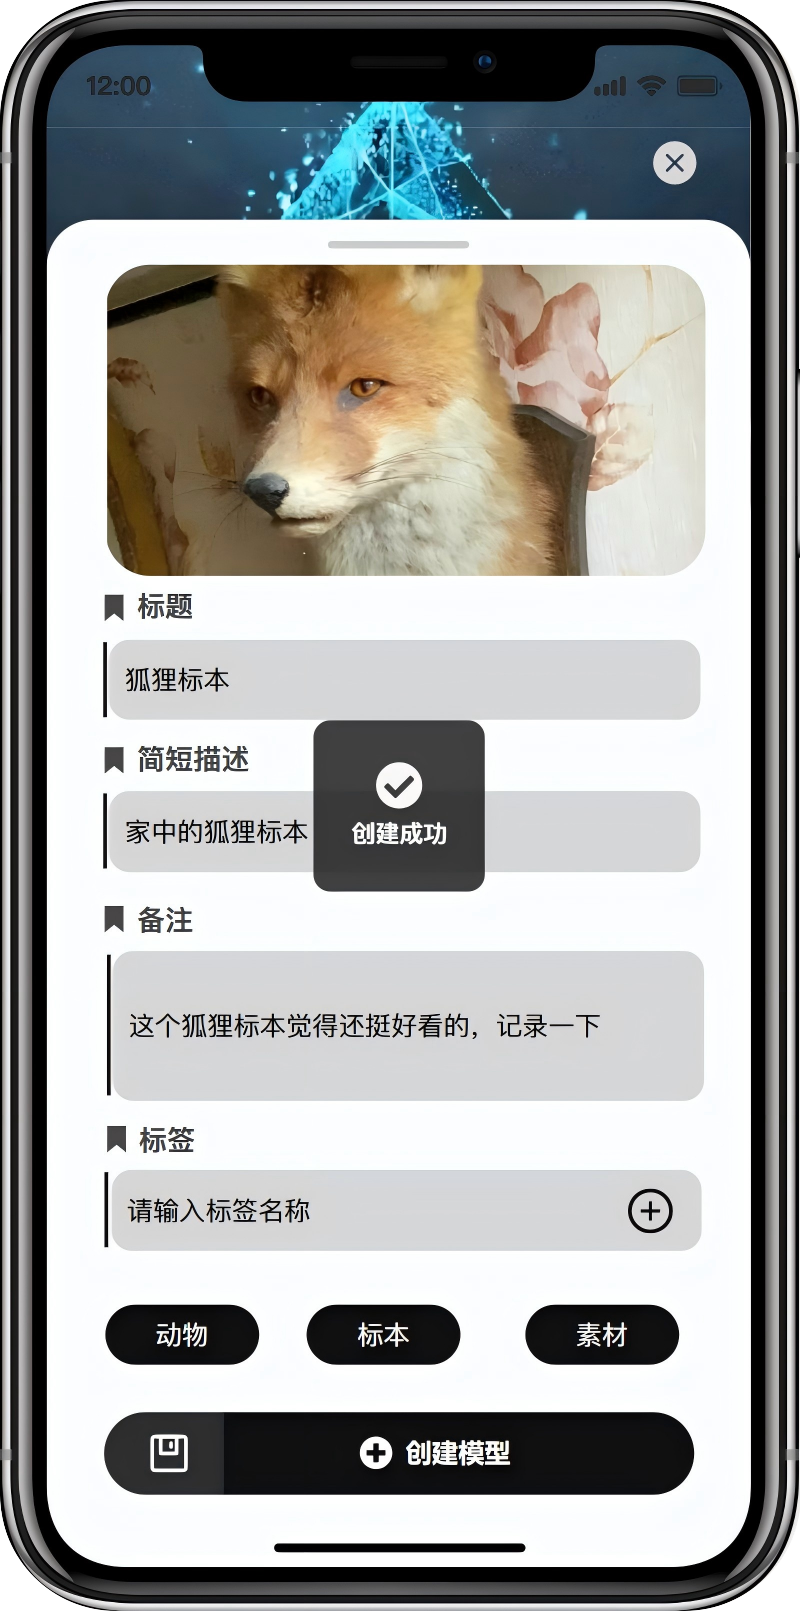 12:00
标题
狐狸标本
简短描述
家中的狐狸标本
创建成功
备注
这个狐狸标本觉得还挺好看的，记录一下
标签
请输入标签名称
动物
标本
素材
创建模型